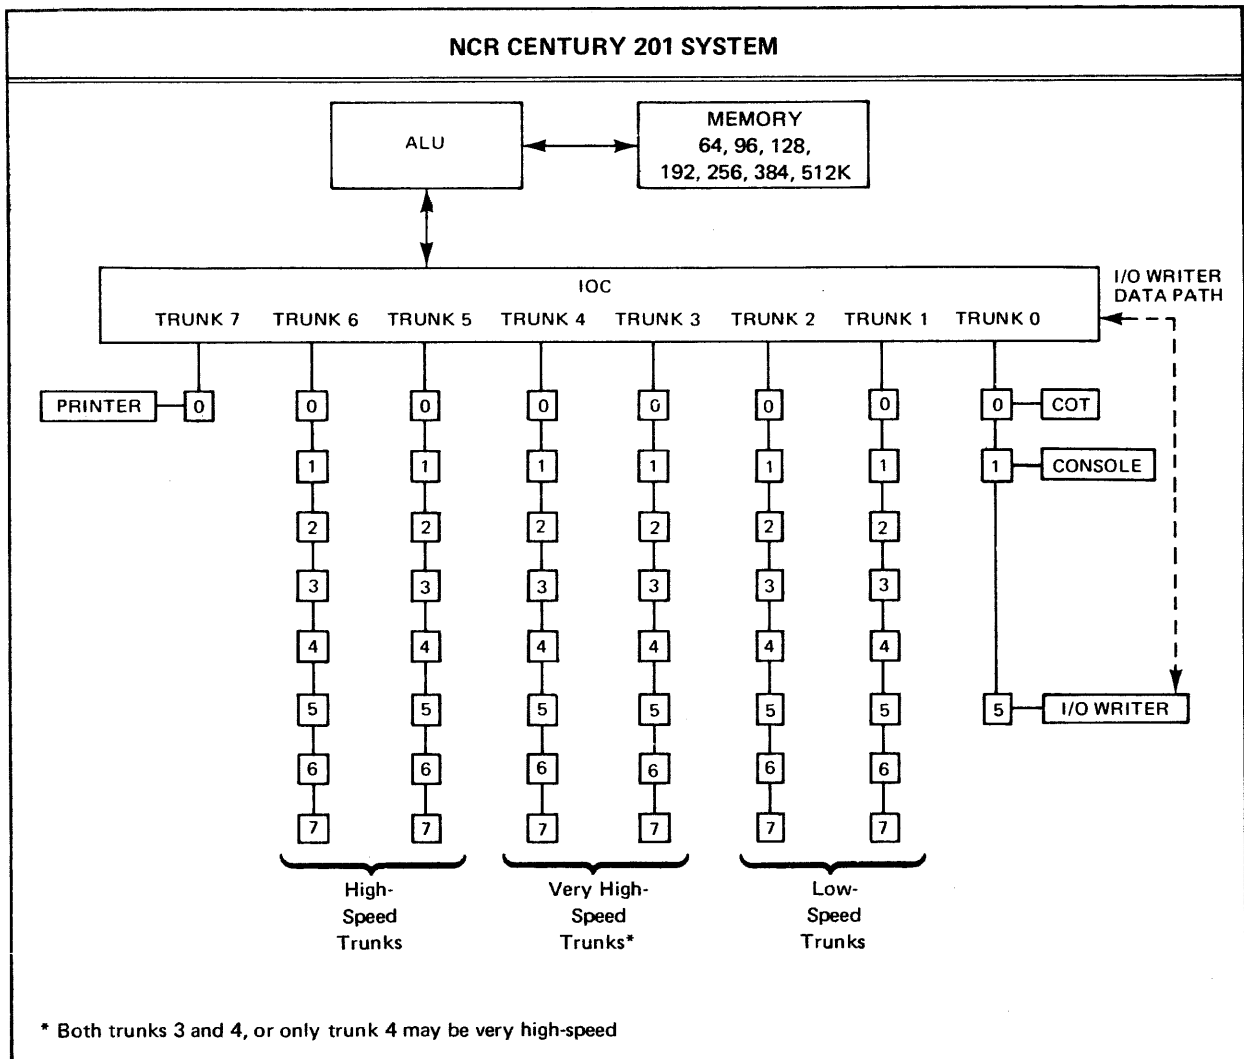 NCR CENTURY 201 SYSTEM
ALU
MEMORY
64, 96, 128,
192, 256, 384, 512K
IOC
I/O WRITER
DATA PATH
TRUNK 7 TRUNK 6 TRUNK 5 TRUNK 4 TRUNK 3 TRUNK 2 TRUNK 1 TRUNK 0
PRINTER 0 0 0 0 0 0 0 0 COT
1 1 1 1 1 1 1 CONSOLE
2 2 2 2 2 2
3 3 3 3 3 3
4 4 4 4 4 4
5 5 5 5 5 5 5 I/O WRITER
6 6 6 6 6 6
7 7 7 7 7 7
High-
Speed
Trunks
Very High-
Speed
Trunks*
Low-
Speed
Trunks
* Both trunks 3 and 4, or only trunk 4 may be very high-speed